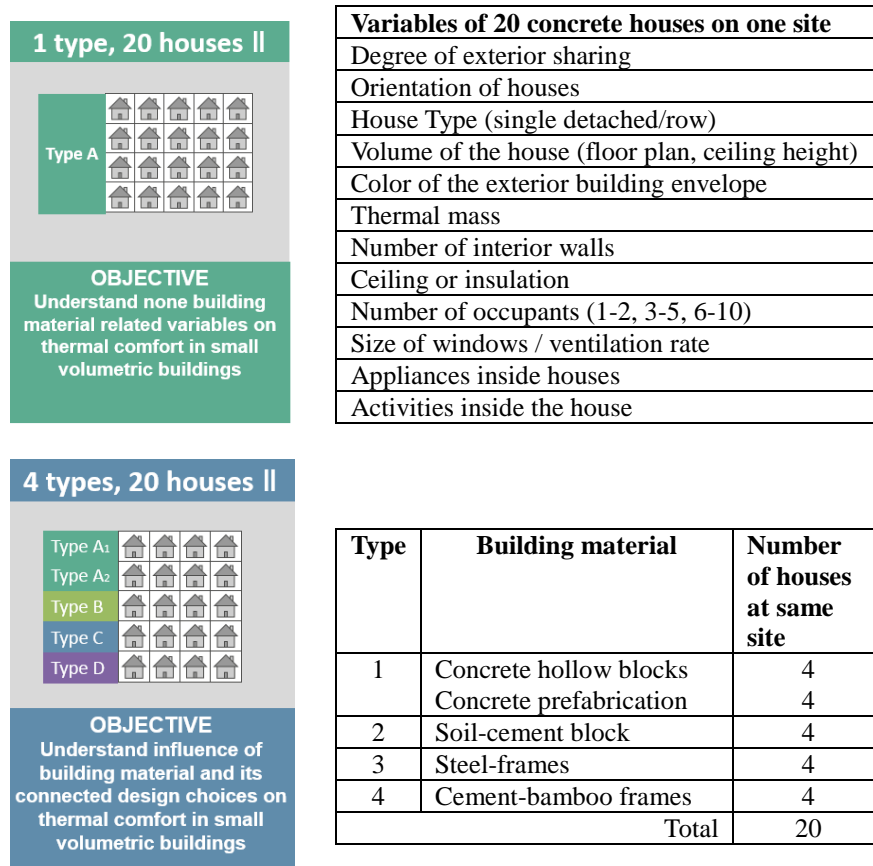 1 type, 20 houses II
Type A
OBJECTIVE
Understand none building
material related variables on
thermal comfort in small
volumetric buildings
Variables of 20 concrete houses on one site
Degree of exterior sharing
Orientation of houses
House Type (single detached/row)
Volume of the house (floor plan, ceiling height)
Color of the exterior building envelope
Thermal mass
Number of interior walls
Ceiling or insulation
Number of occupants (1-2, 3-5, 6-10)
Size of windows / ventilation rate
Appliances inside houses
Activities inside the house
4 types, 20 houses II
Type A1
Type A2
Type B
Type C
Type D
OBJECTIVE
Understand influence of
building material and its
connected design choices on
thermal comfort in small
volumetric buildings
Type Building material Number
of houses
at same
site
1 Concrete hollow blocks 4
Concrete prefabrication 4
2 Soil-cement block 4
3 Steel-frames 4
4 Cement-bamboo frames 4
Total 20